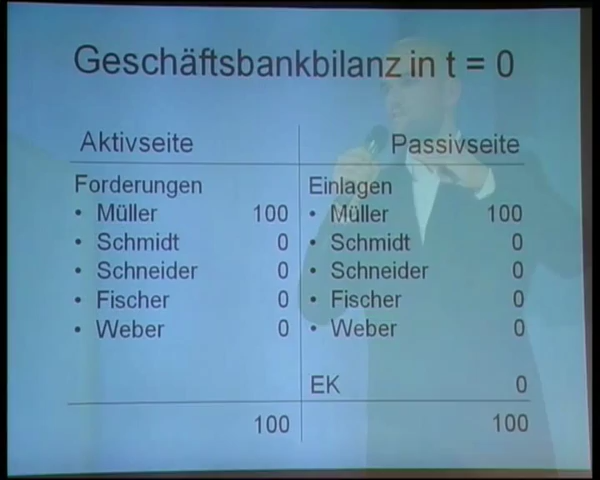 Geschäftsbankbilanz in t = 0
Aktivseite Passivseite
Forderungen Einlagen
• Müller 100 • Müller 100
• Schmidt 0 • Schmidt 0
• Schneider 0 • Schneider 0
• Fischer 0 • Fischer 0
• Weber 0 • Weber 0
EK 0
100 100